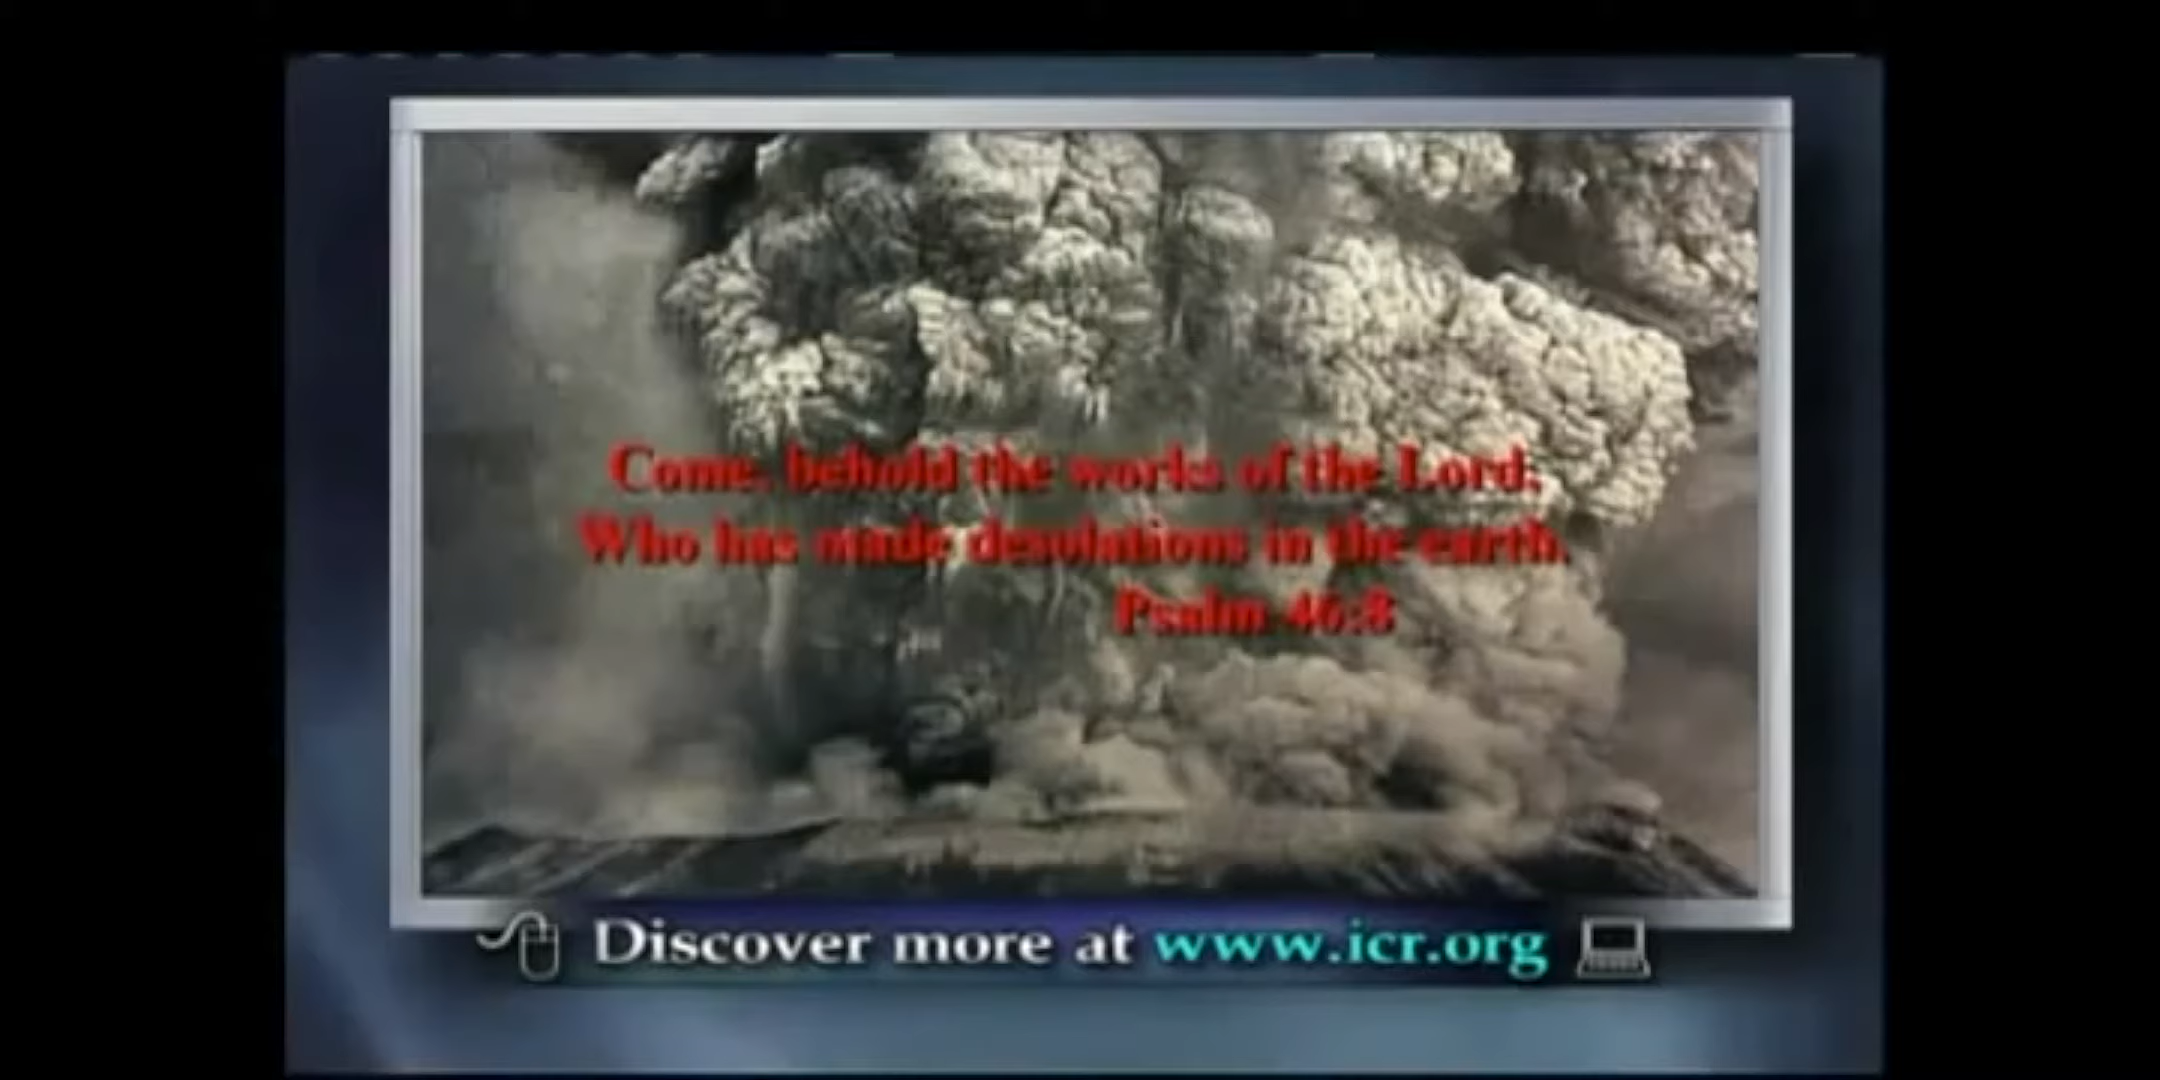 Come, behold the works of the Lord,
Who has made desolations in the earth.
Psalm 46:8
Discover more at www.icr.org